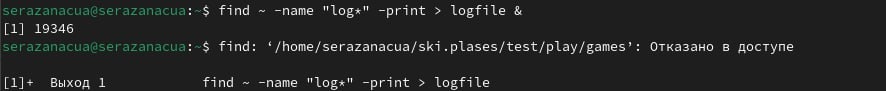 serazanacua@serazanacua:~$ find ~ -name "log*" -print > logfile &
[1] 19346
serazanacua@serazanacua:~$ find: ‘/home/serazanacua/ski.plases/test/play/games’: Отказано в доступе
[1]+  Выход 1            find ~ -name "log*" -print > logfile